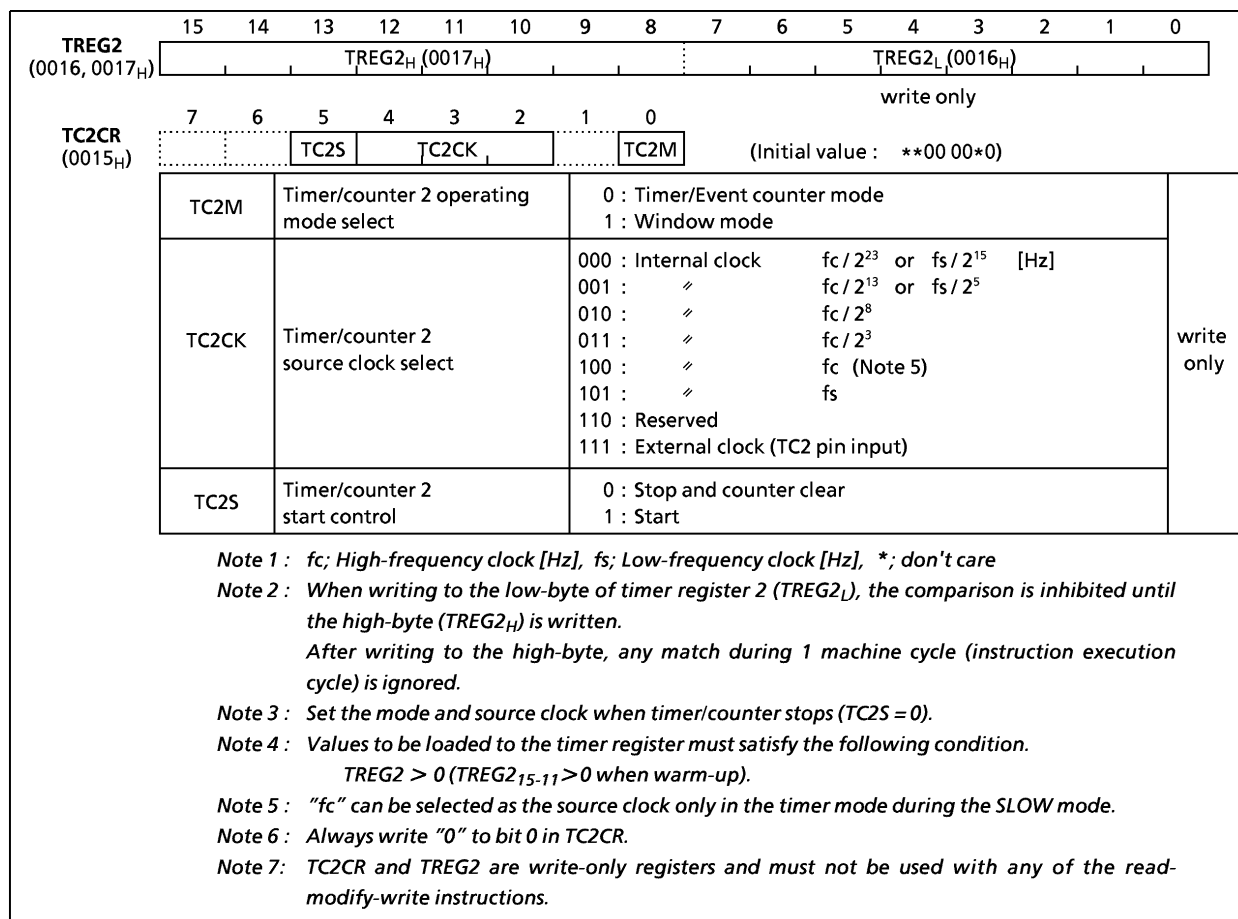 15 14 13 12 11 10 9 8 7 6 5 4 3 2 1 0
TREG2
(0016, 0017H) TREG2H (0017H) TREG2L (0016H)
write only
7 6 5 4 3 2 1 0
TC2CR
(0015H) TC2S TC2CK TC2M (Initial value : **00 00*0)
TC2M Timer/counter 2 operating mode select 0 : Timer/Event counter mode
1 : Window mode
TC2CK Timer/counter 2 source clock select 000 : Internal clock fc / 2^23 or fs / 2^15 [Hz]
001 : 〃 fc / 2^13 or fs / 2^5
010 : 〃 fc / 2^8
011 : 〃 fc / 2^3
100 : 〃 fc (Note 5)
101 : 〃 fs
110 : Reserved
111 : External clock (TC2 pin input)
TC2S Timer/counter 2 start control 0 : Stop and counter clear
1 : Start
write only
Note 1 : fc; High-frequency clock [Hz], fs; Low-frequency clock [Hz], *; don't care
Note 2 : When writing to the low-byte of timer register 2 (TREG2L), the comparison is inhibited until
the high-byte (TREG2H) is written.
After writing to the high-byte, any match during 1 machine cycle (instruction execution
cycle) is ignored.
Note 3 : Set the mode and source clock when timer/counter stops (TC2S = 0).
Note 4 : Values to be loaded to the timer register must satisfy the following condition.
TREG2 > 0 (TREG215-11>0 when warm-up).
Note 5 : "fc" can be selected as the source clock only in the timer mode during the SLOW mode.
Note 6 : Always write "0" to bit 0 in TC2CR.
Note 7: TC2CR and TREG2 are write-only registers and must not be used with any of the read-
modify-write instructions.